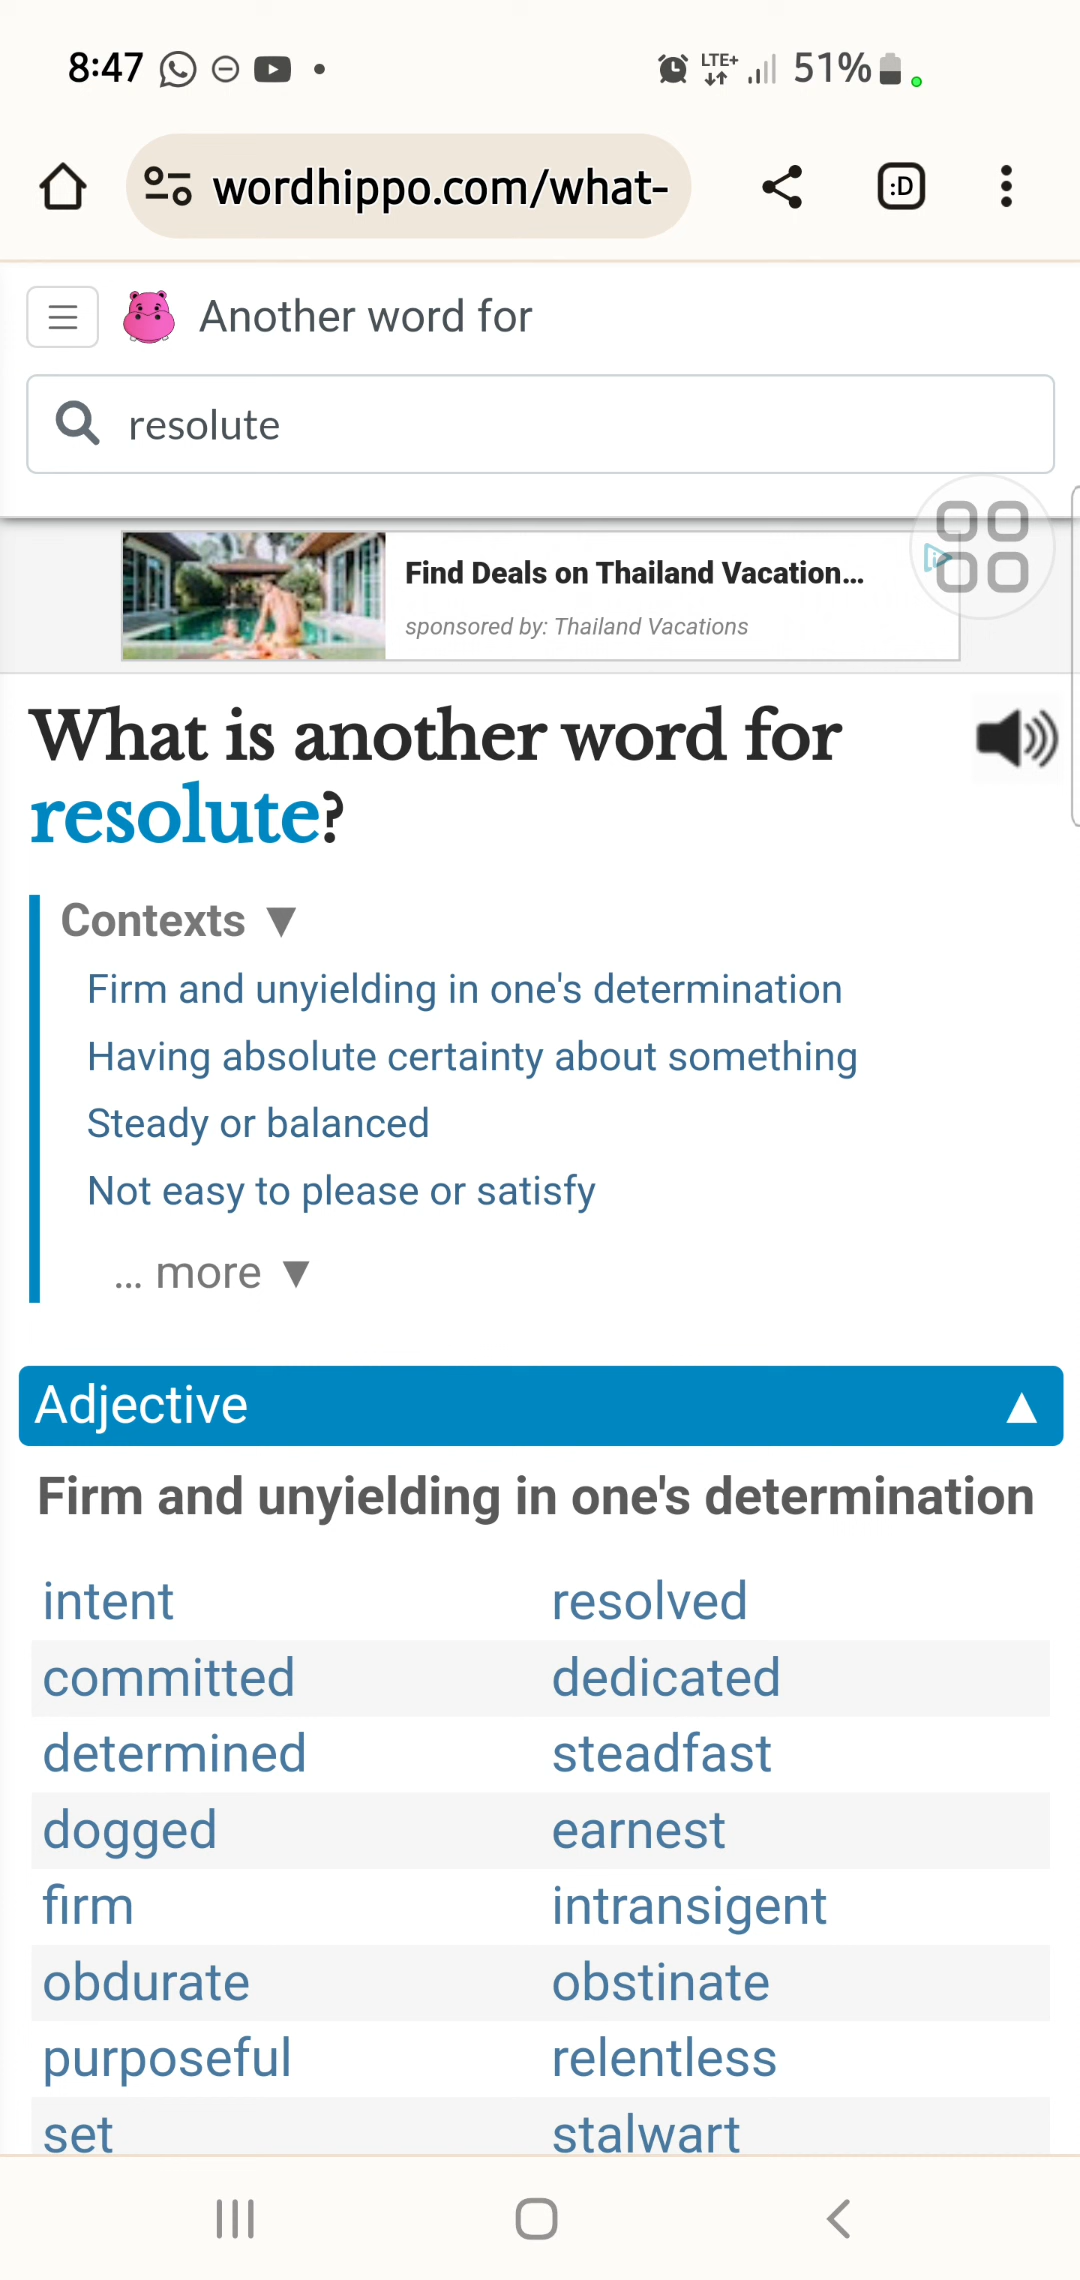 8:47
LTE+ 51%
wordhippo.com/what-
:D
Another word for
resolute
Find Deals on Thailand Vacation...
sponsored by: Thailand Vacations
What is another word for
resolute?
Contexts ▼
Firm and unyielding in one's determination
Having absolute certainty about something
Steady or balanced
Not easy to please or satisfy
... more ▼
Adjective ▲
Firm and unyielding in one's determination
intent resolved
committed dedicated
determined steadfast
dogged earnest
firm intransigent
obdurate obstinate
purposeful relentless
set stalwart